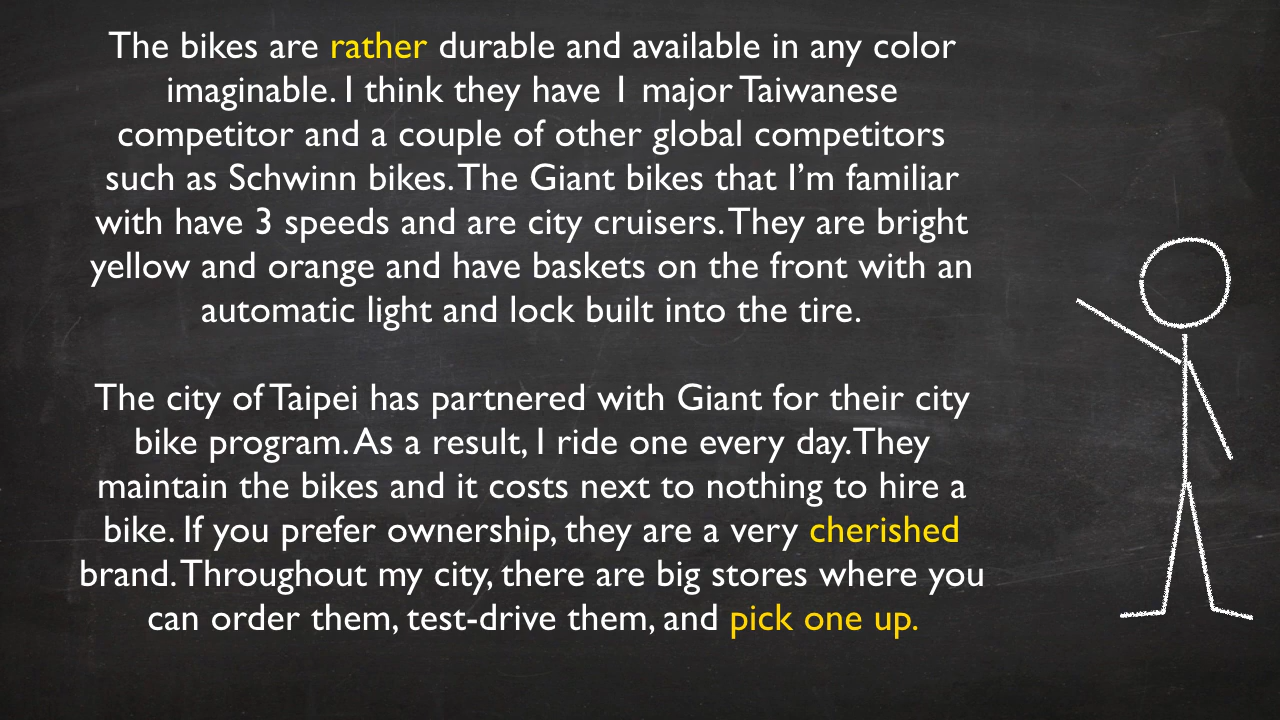 The bikes are rather durable and available in any color
imaginable. I think they have 1 major Taiwanese
competitor and a couple of other global competitors
such as Schwinn bikes. The Giant bikes that I’m familiar
with have 3 speeds and are city cruisers. They are bright
yellow and orange and have baskets on the front with an
automatic light and lock built into the tire.
The city of Taipei has partnered with Giant for their city
bike program. As a result, I ride one every day. They
maintain the bikes and it costs next to nothing to hire a
bike. If you prefer ownership, they are a very cherished
brand. Throughout my city, there are big stores where you
can order them, test-drive them, and pick one up.